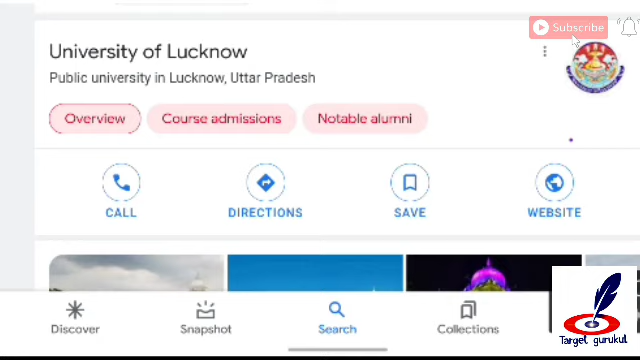 Subscribe
University of Lucknow
Public university in Lucknow, Uttar Pradesh
Overview
Course admissions
Notable alumni
CALL
DIRECTIONS
SAVE
WEBSITE
Discover
Snapshot
Search
Collections
Target gurukul